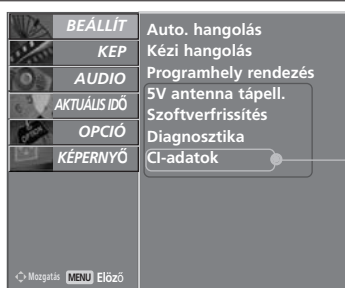 BEÁLLÍT
KEP
AUDIO
AKTUÁLIS IDŐ
OPCIÓ
KÉPERNYŐ
Auto. hangolás
Kézi hangolás
Programhely rendezés
5V antenna tápell.
Szoftverfrissítés
Diagnosztika
CI-adatok
Mozgatás MENU Előző